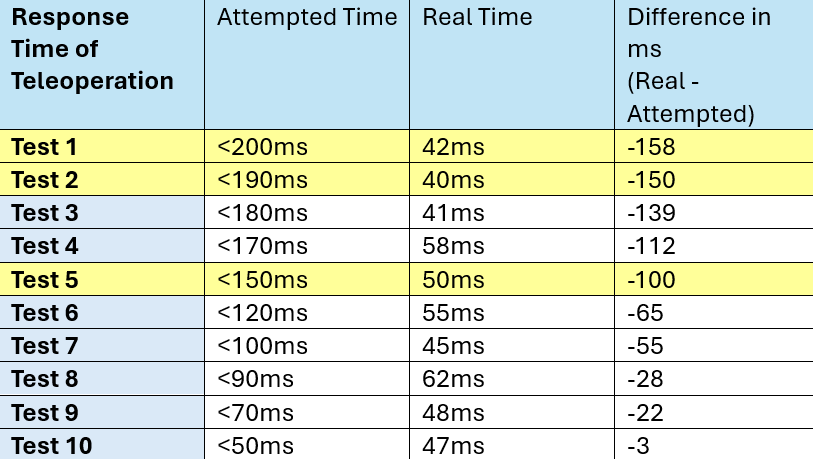 Response Time of Teleoperation Attempted Time Real Time Difference in ms (Real - Attempted)
Test 1 <200ms 42ms -158
Test 2 <190ms 40ms -150
Test 3 <180ms 41ms -139
Test 4 <170ms 58ms -112
Test 5 <150ms 50ms -100
Test 6 <120ms 55ms -65
Test 7 <100ms 45ms -55
Test 8 <90ms 62ms -28
Test 9 <70ms 48ms -22
Test 10 <50ms 47ms -3